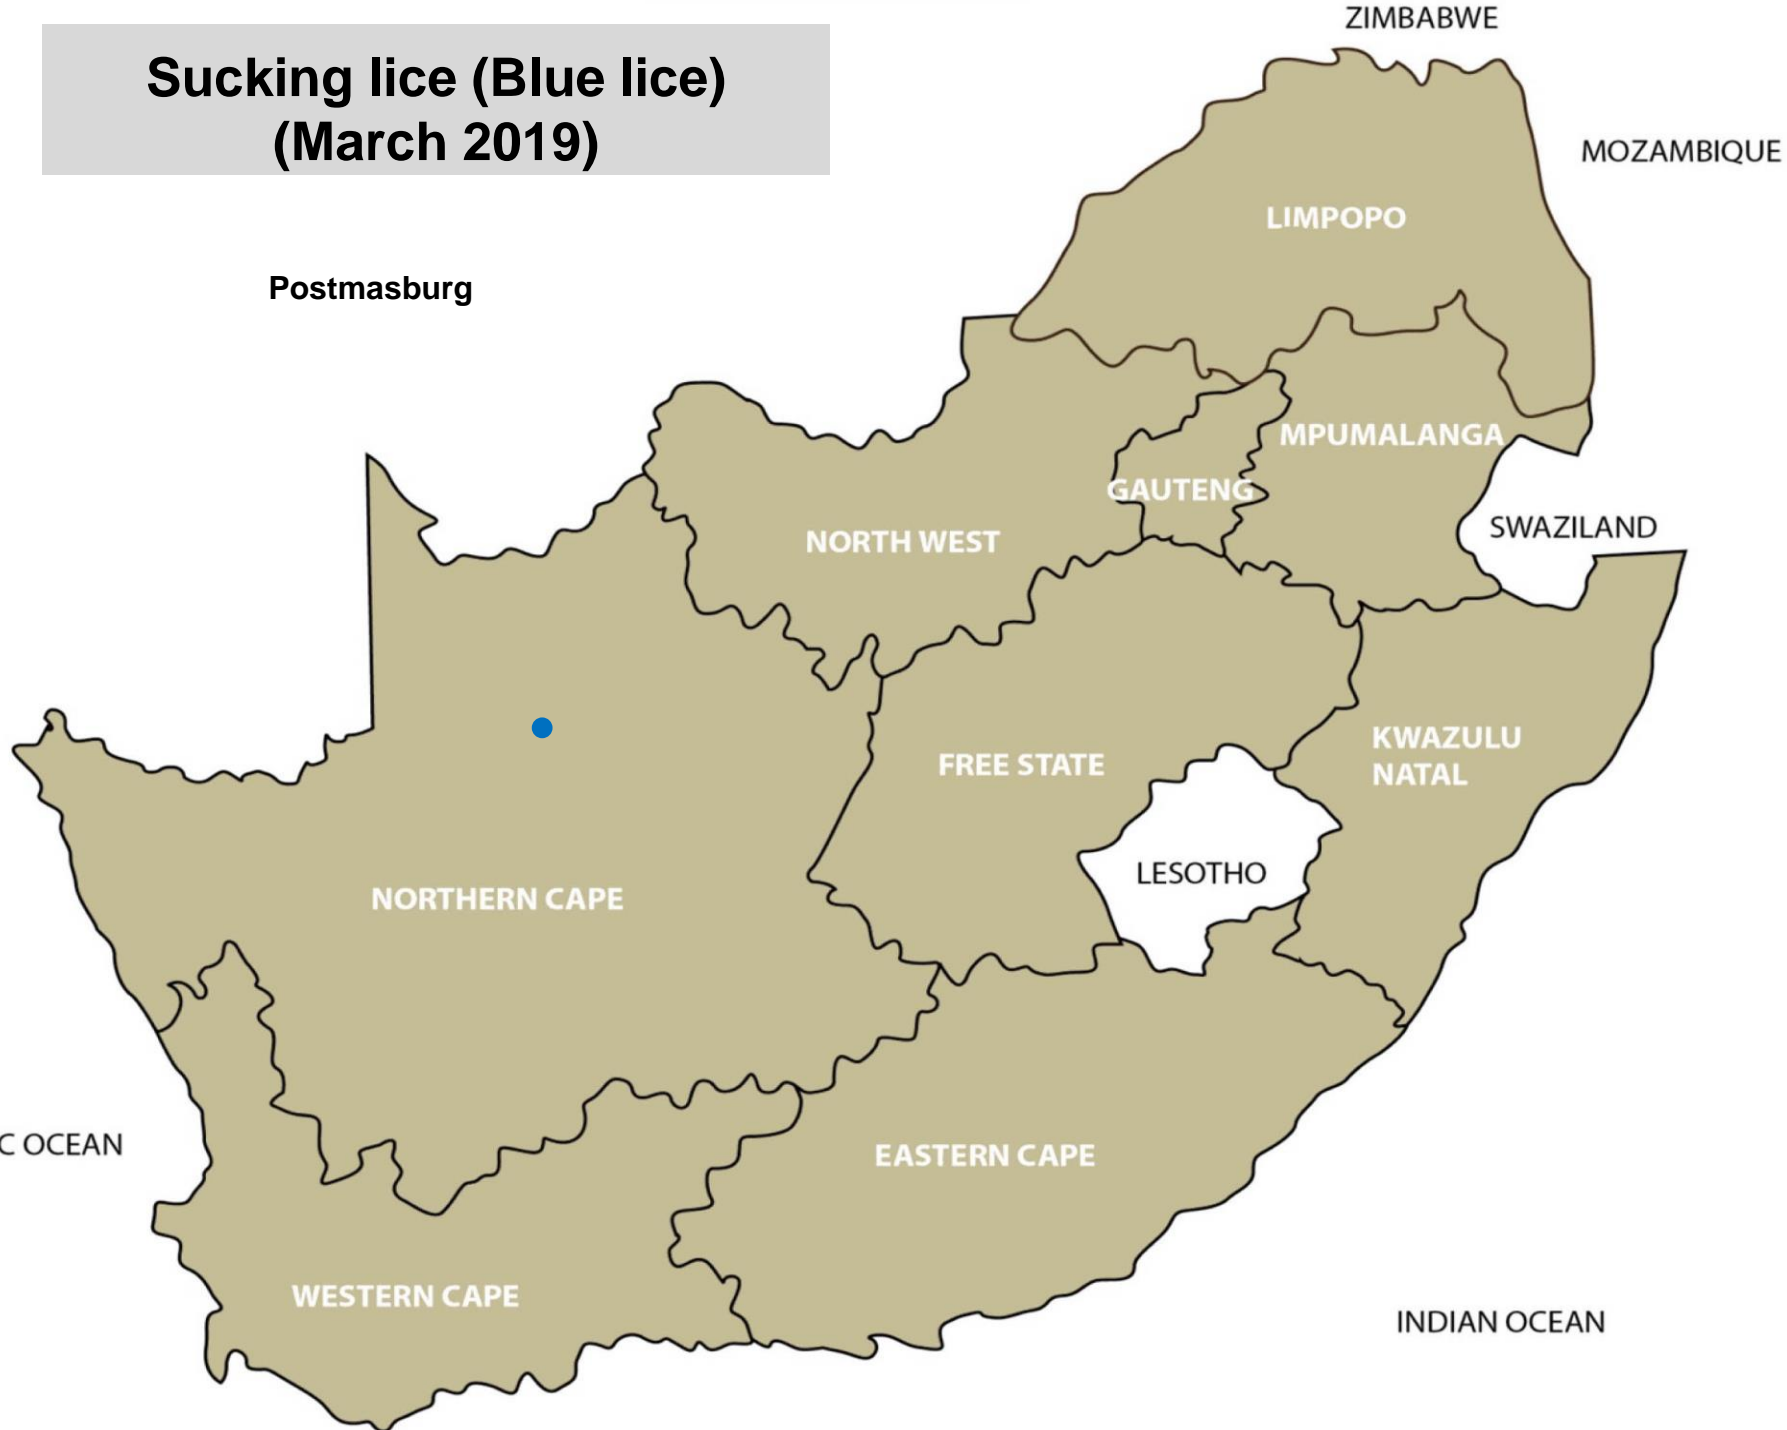 ZIMBABWE
Sucking lice (Blue lice)
(March 2019)
MOZAMBIQUE
LIMPOPO
Postmasburg
MPUMALANGA
GAUTENG
SWAZILAND
NORTH WEST
KWAZULU
NATAL
FREE STATE
LESOTHO
NORTHERN CAPE
C OCEAN
EASTERN CAPE
WESTERN CAPE
INDIAN OCEAN